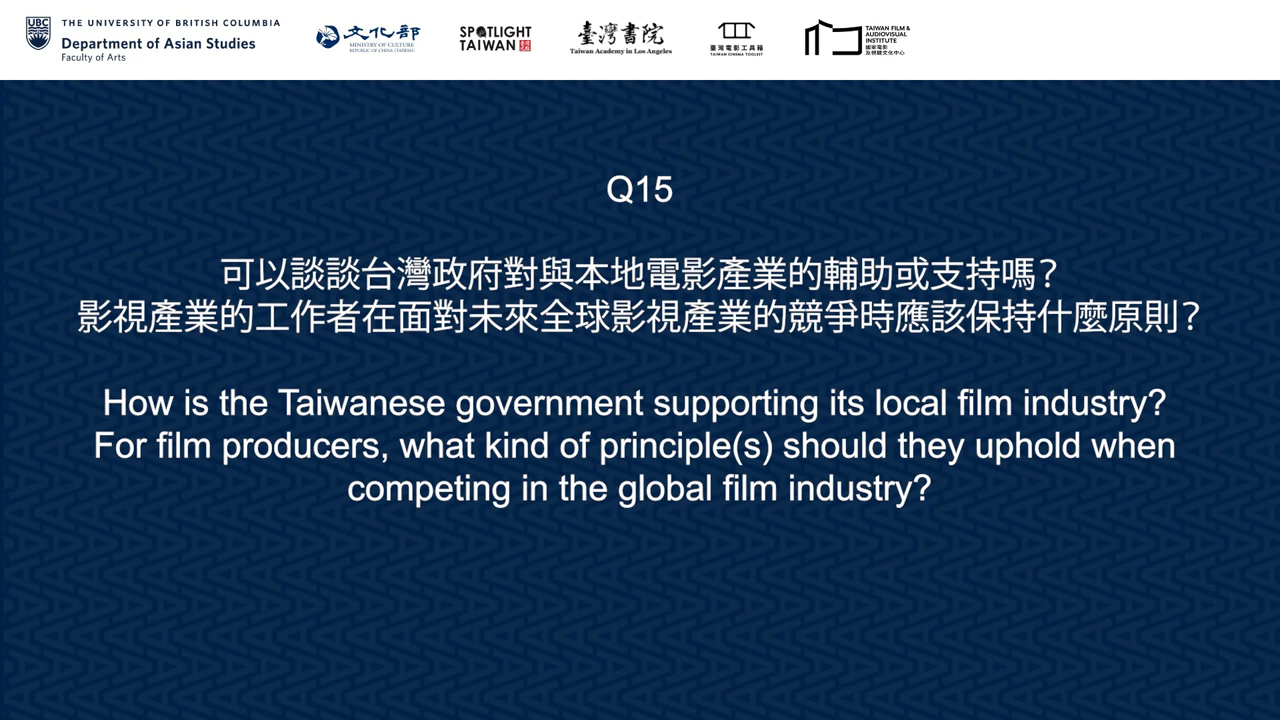 UBC
THE UNIVERSITY OF BRITISH COLUMBIA
Department of Asian Studies
Faculty of Arts
文化部
MINISTRY OF CULTURE
REPUBLIC OF CHINA (TAIWAN)
SPOTLIGHT
TAIWAN
臺灣書院
Taiwan Academy in Los Angeles
臺灣電影工具箱
TAIWAN CINEMA TOOLKIT
TAIWAN FILM &
AUDIOVISUAL
INSTITUTE
國家電影
及視聽文化中心
Q15
可以談談台灣政府對與本地電影產業的輔助或支持嗎？
影視產業的工作者在面對未來全球影視產業的競爭時應該保持什麼原則？
How is the Taiwanese government supporting its local film industry?
For film producers, what kind of principle(s) should they uphold when
competing in the global film industry?